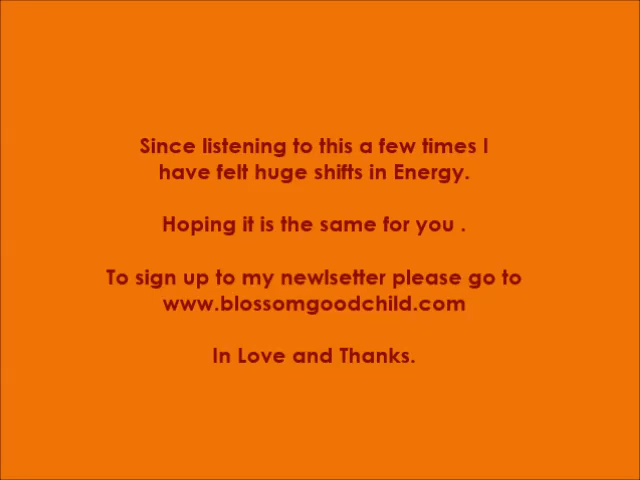 Since listening to this a few times I
have felt huge shifts in Energy.
Hoping it is the same for you .
To sign up to my newlsetter please go to
www.blossomgoodchild.com
In Love and Thanks.